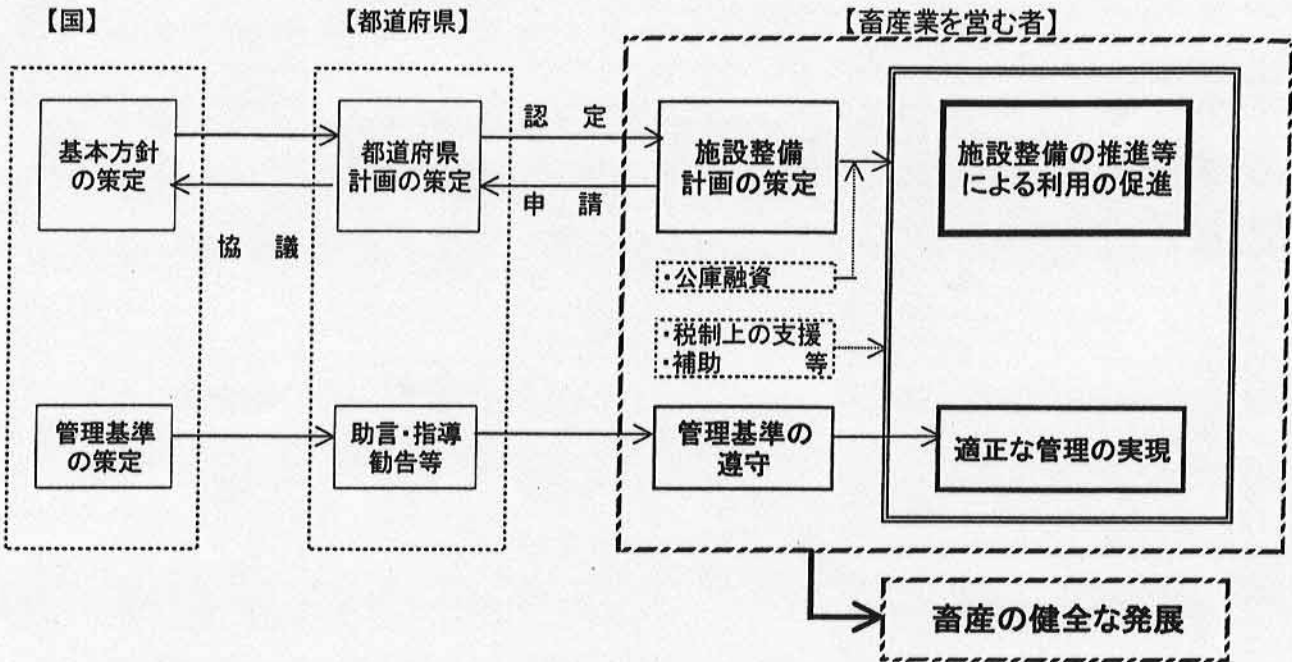 【国】
【都道府県】
【畜産業を営む者】
基本方針
の策定
都道府県
計画の策定
認 定
申 請
協 議
施設整備
計画の策定
施設整備の推進等
による利用の促進
・公庫融資
・税制上の支援
・補助 等
管理基準
の策定
助言・指導
勧告等
管理基準の
遵守
適正な管理の実現
畜産の健全な発展